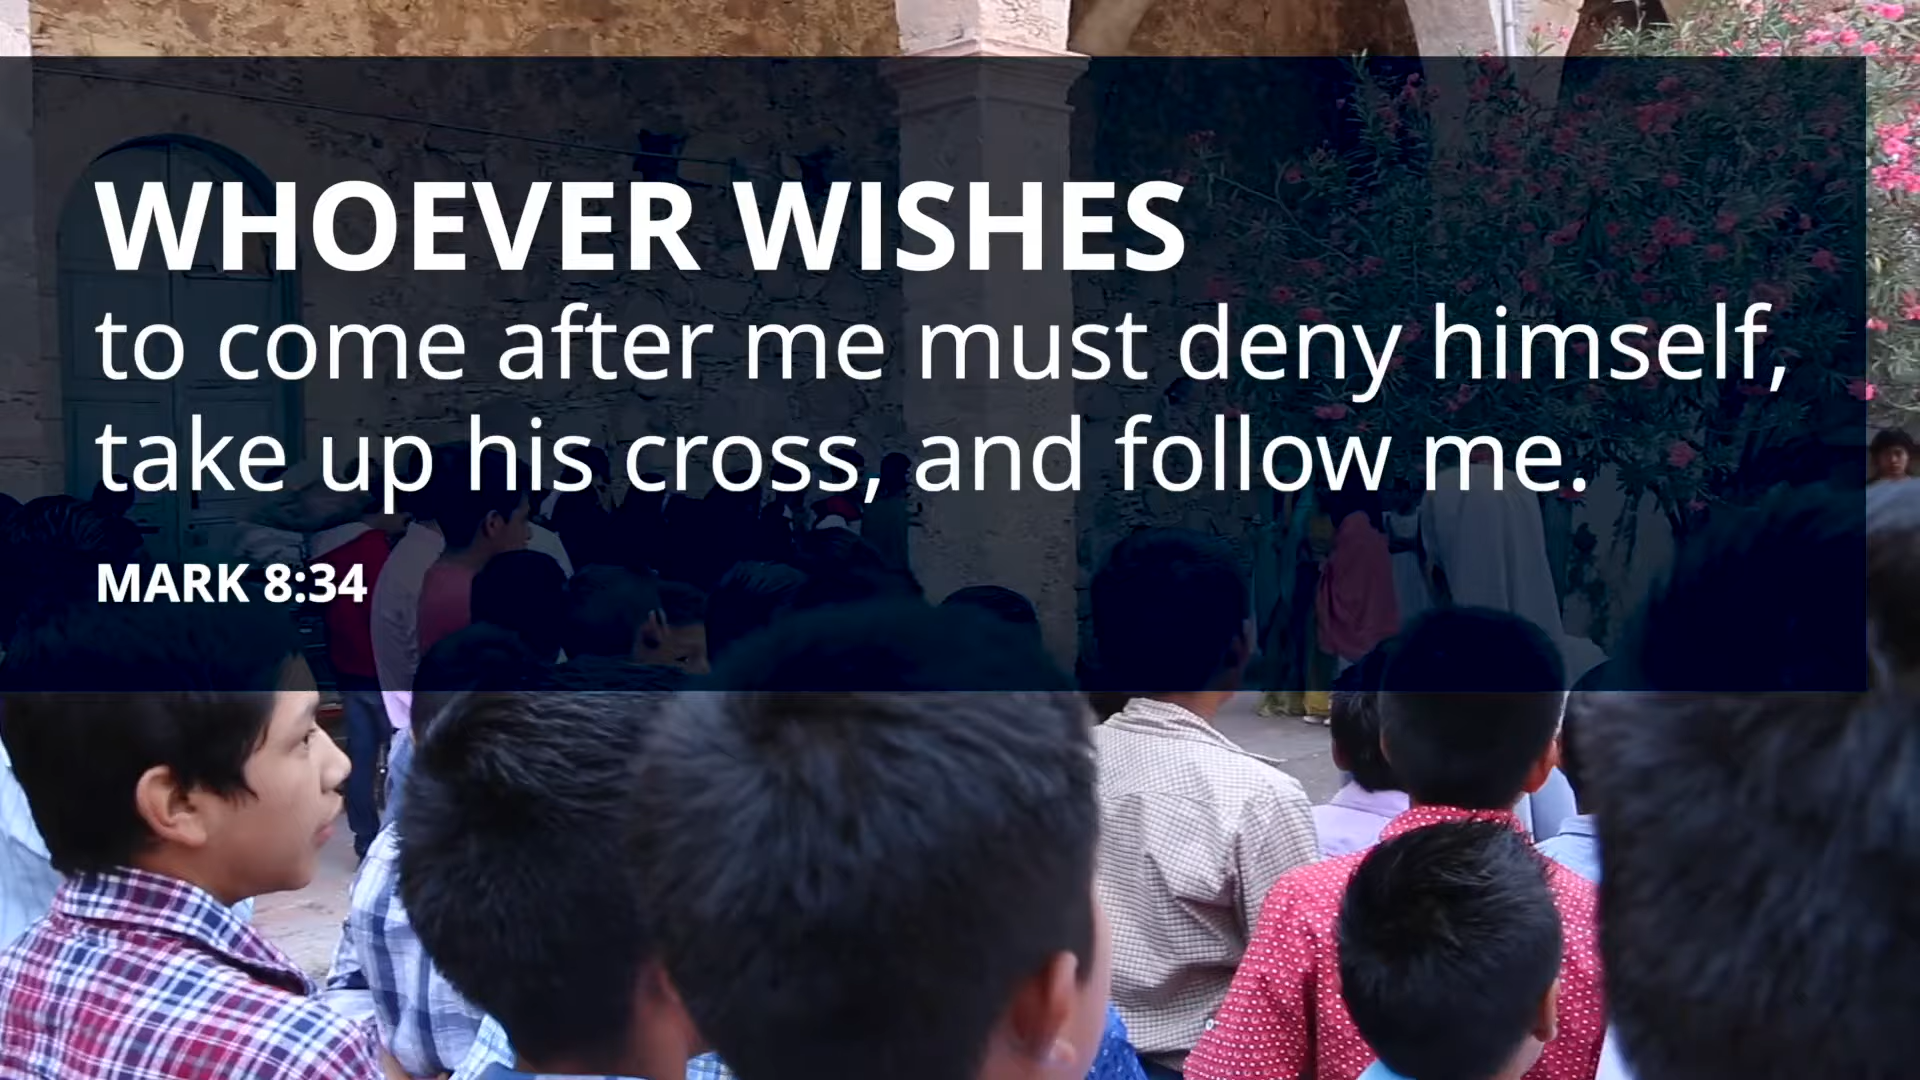 WHOEVER WISHES
to come after me must deny himself,
take up his cross, and follow me.
MARK 8:34